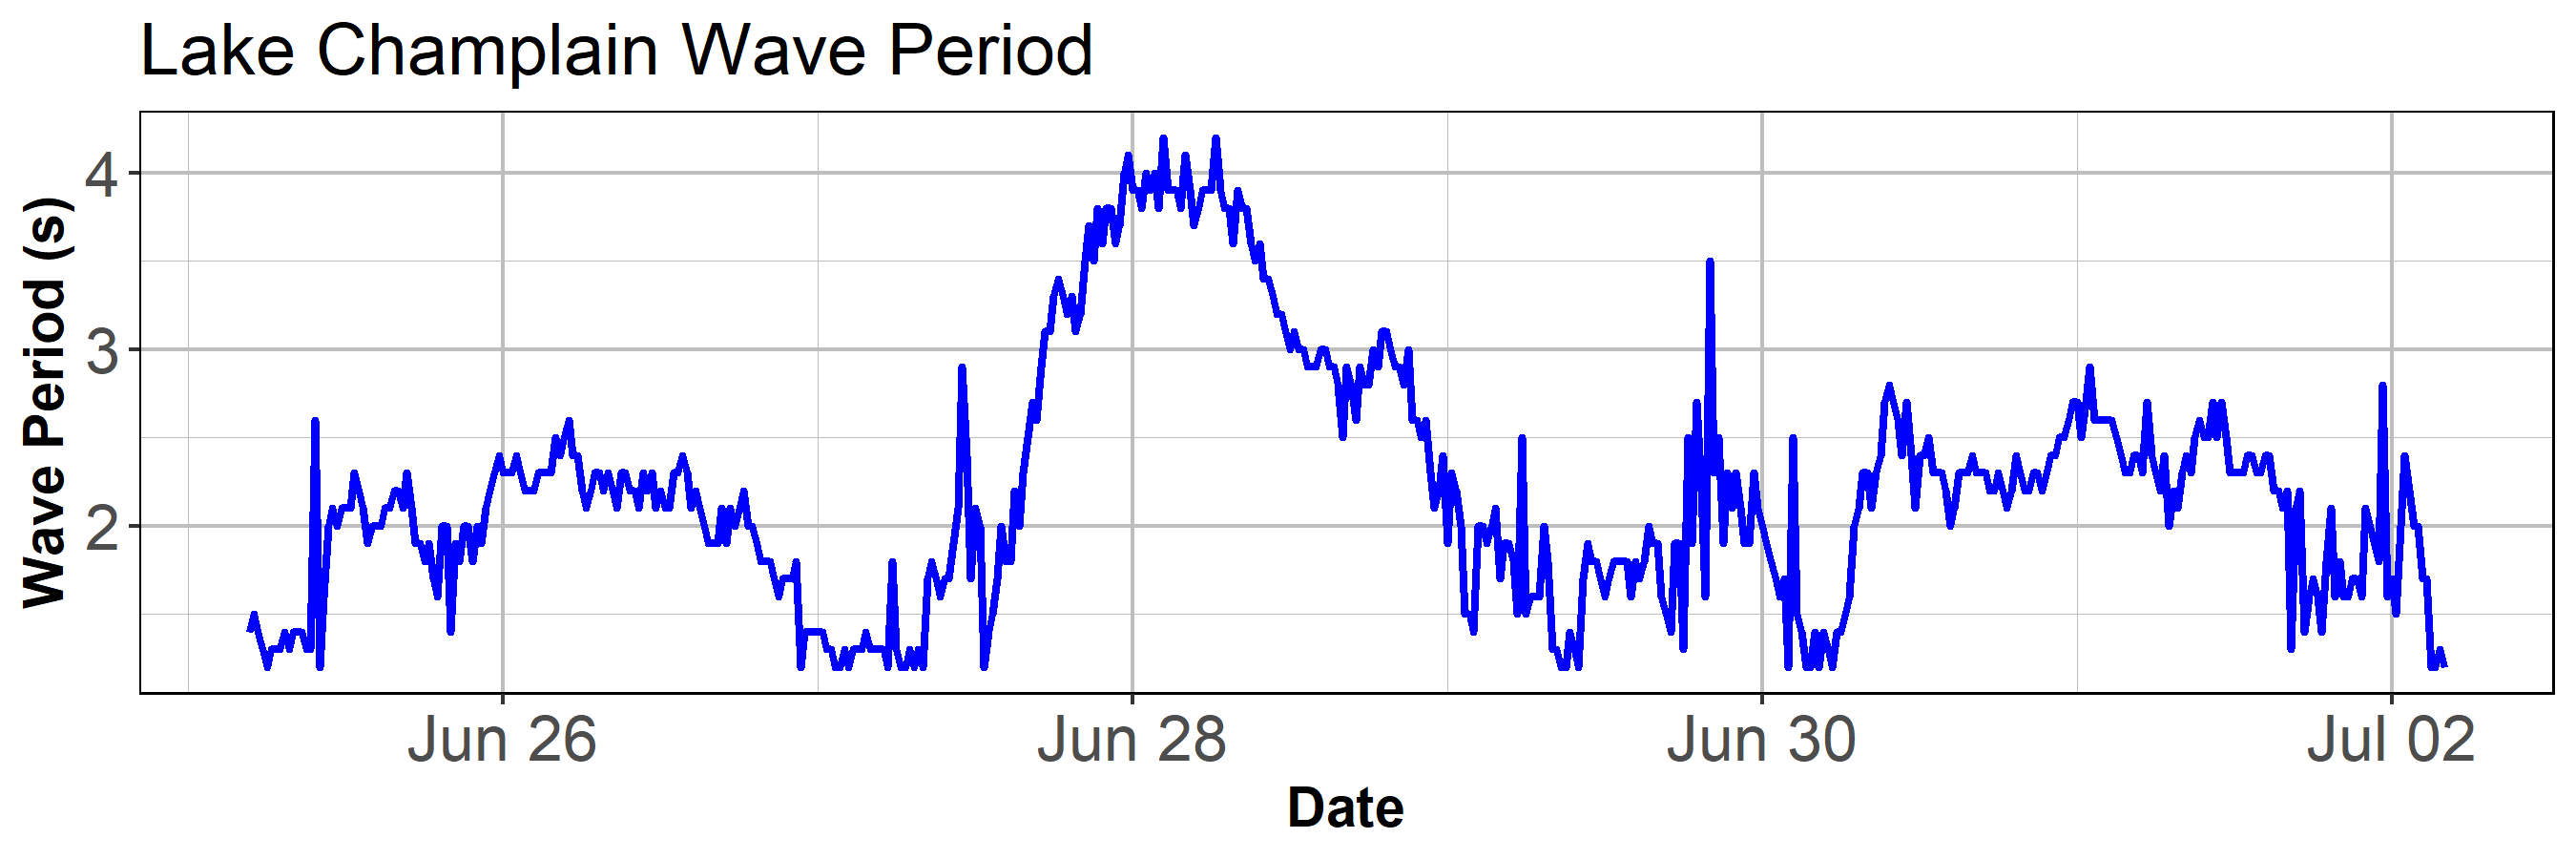 Lake Champlain Wave Period
Wave Period (s)
4
3
2
Jun 26
Jun 28
Jun 30
Jul 02
Date